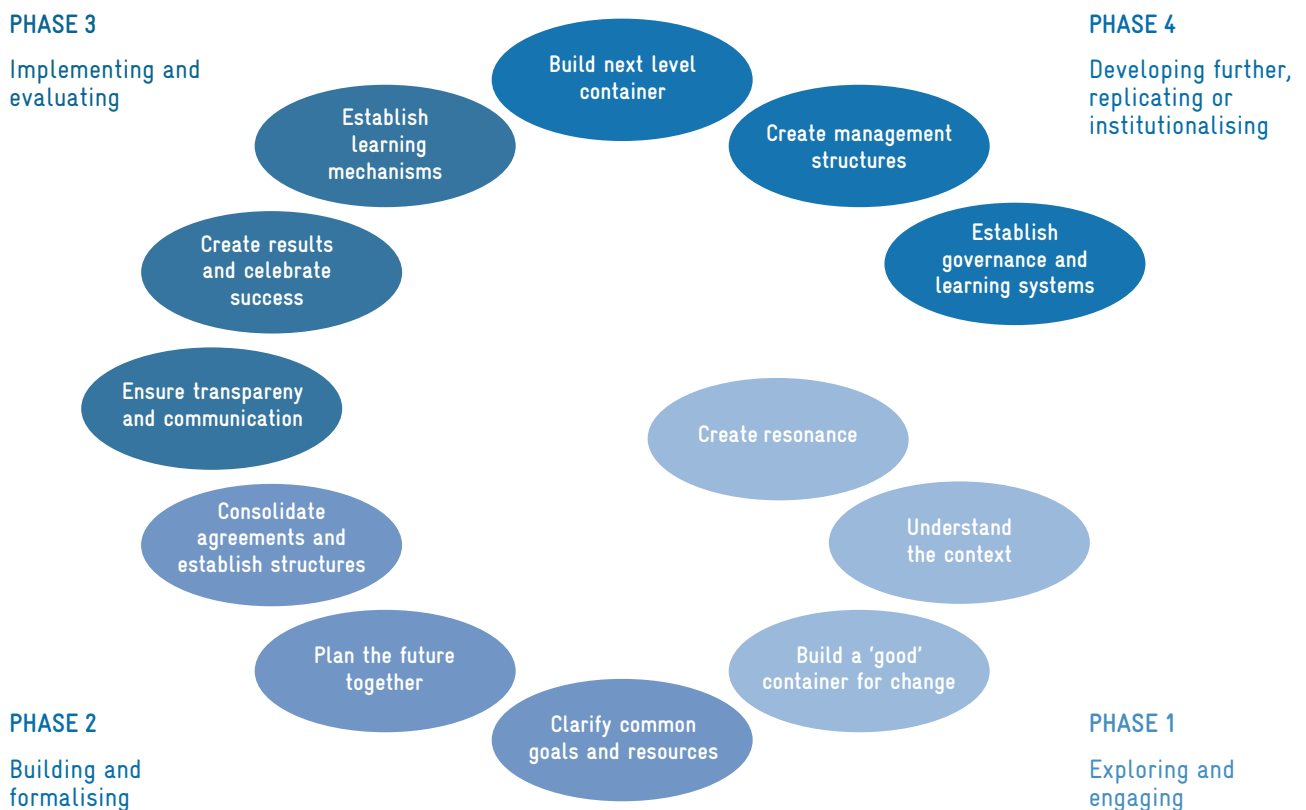 PHASE 3
Implementing and
evaluating
PHASE 4
Developing further,
replicating or
institutionalising
Build next level
container
Establish
learning
mechanisms
Create management
structures
Create results
and celebrate
success
Establish
governance and
learning systems
Ensure transpareny
and communication
Create resonance
Consolidate
agreements and
establish structures
Understand
the context
Plan the future
together
Build a 'good'
container for change
Clarify common
goals and resources
PHASE 2
Building and
formalising
PHASE 1
Exploring and
engaging